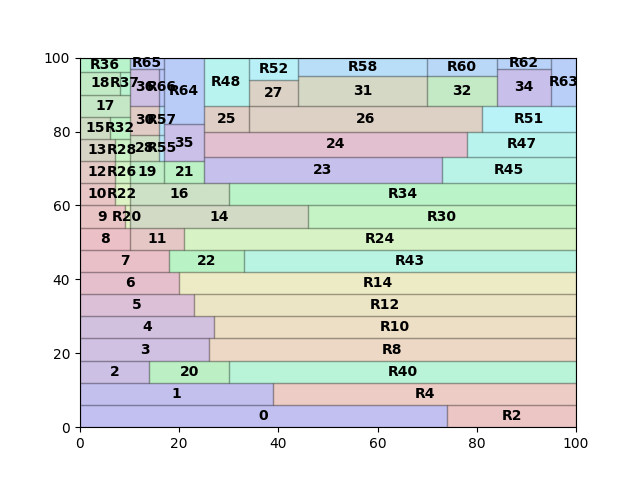 100
R36 R65 R52 R58 R60 R62
18 R37 36 R66 R64 R48 27 31 32 34 R63
17
80
15 R32 30 R57 25 26 R51
13 R28 28 R55 35 24 R47
12 R26 19 21 23 R45
60
10 R22 16 R34
9 R20 14 R30
8 11 R24
7 22 R43
40
6 R14
5 R12
4 R10
3 R8
20
2 20 R40
1 R4
0 R2
0
0 20 40 60 80 100